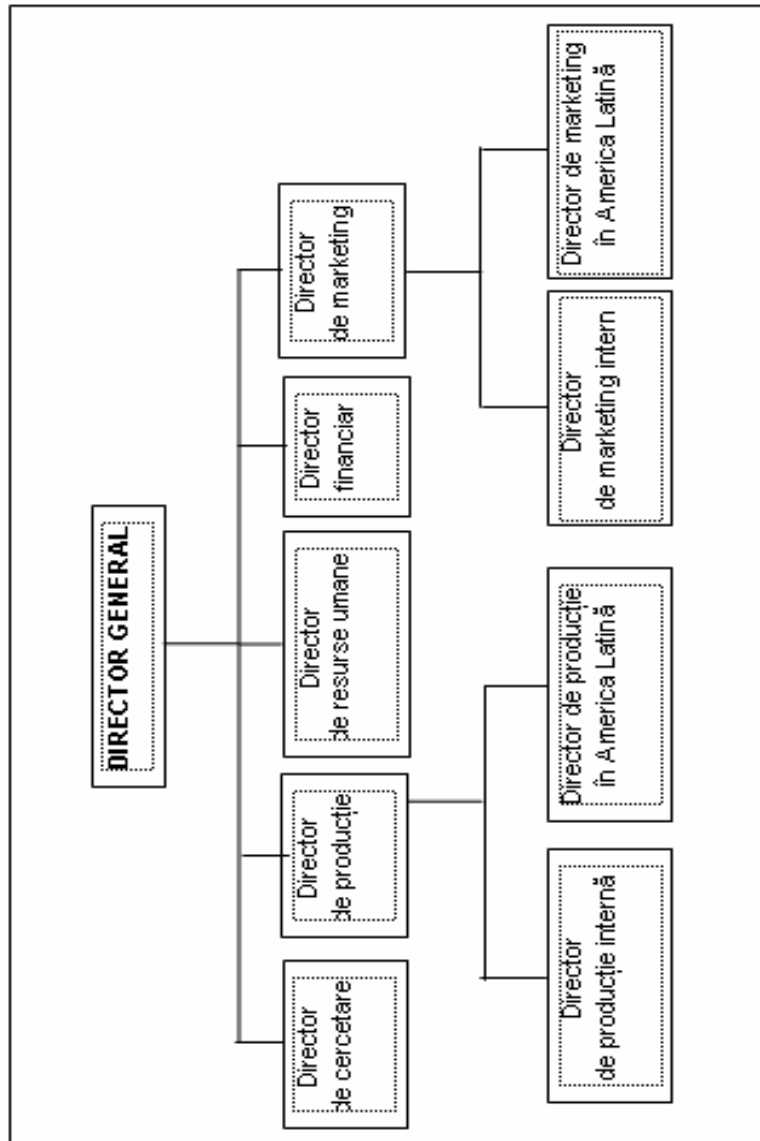 DIRECTOR GENERAL
Director
de cercetare
Director
de producție
Director
de resurse umane
Director
financiar
Director
de marketing
Director
de producție internă
Director de producție
în America Latină
Director
de marketing intern
Director de marketing
în America Latină